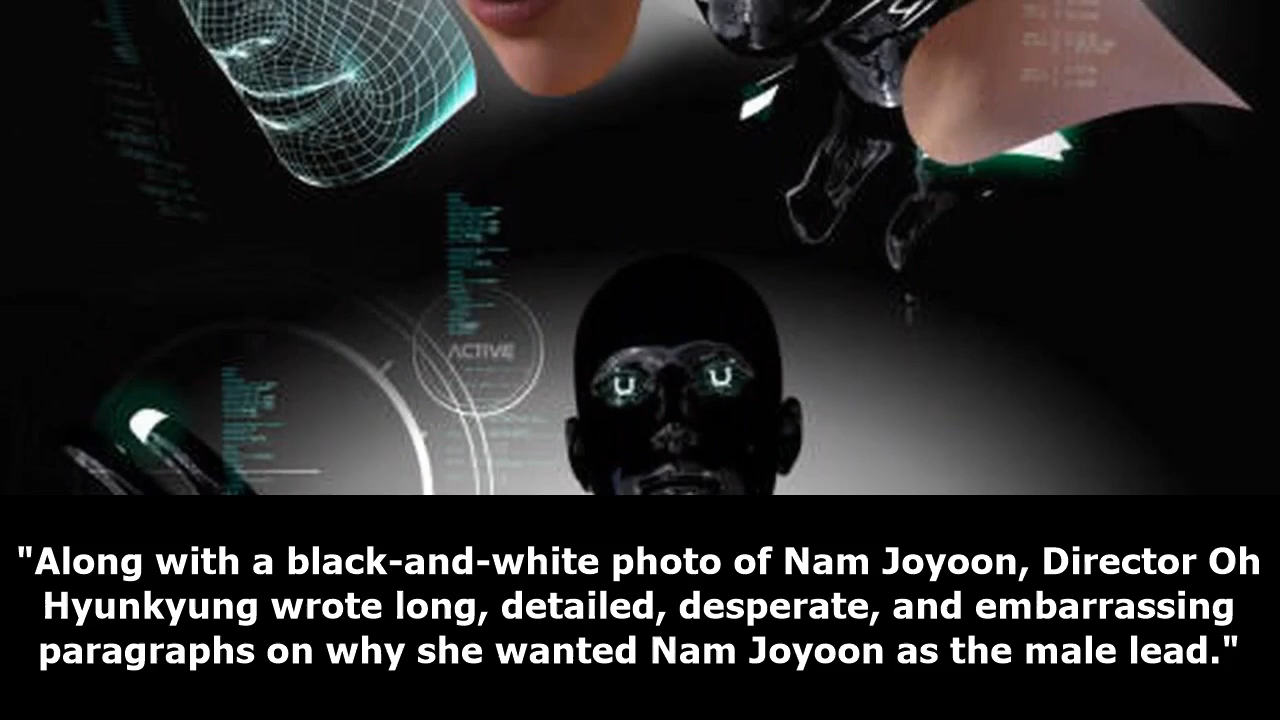 ACTIVE
"Along with a black-and-white photo of Nam Joyoon, Director Oh
Hyunkyung wrote long, detailed, desperate, and embarrassing
paragraphs on why she wanted Nam Joyoon as the male lead."